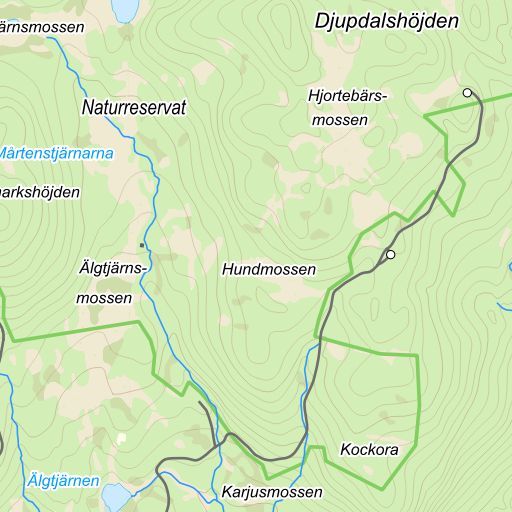 Djupdalshöjden
ärnsmossen
Hjortebärs-
mossen
Naturreservat
Mårtenstjärnarna
arkshöjden
Älgtjärns-
mossen
Hundmossen
Kockora
Älgtjärnen
Karjusmossen